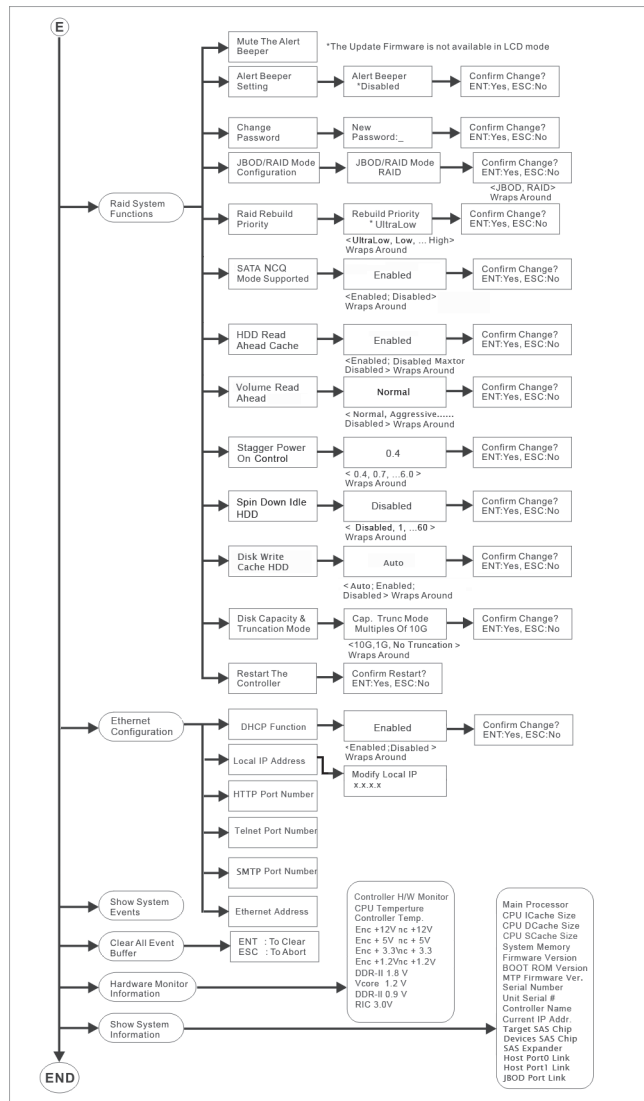 E
Mute The Alert
Beeper
*The Update Firmware is not available in LCD mode
Alert Beeper
Setting
Alert Beeper
*Disabled
Confirm Change?
ENT:Yes, ESC:No
Change
Password
New
Password:_
Confirm Change?
ENT:Yes, ESC:No
JBOD/RAID Mode
Configuration
JBOD/RAID Mode
RAID
Confirm Change?
ENT:Yes, ESC:No
<JBOD, RAID>
Wraps Around
Raid System
Functions
Raid Rebuild
Priority
Rebuild Priority
* UltraLow
Confirm Change?
ENT:Yes, ESC:No
<UltraLow, Low, ... High>
Wraps Around
SATA NCQ
Mode Supported
Enabled
Confirm Change?
ENT:Yes, ESC:No
<Enabled; Disabled>
Wraps Around
HDD Read
Ahead Cache
Enabled
Confirm Change?
ENT:Yes, ESC:No
<Enabled; Disabled Maxtor
Disabled > Wraps Around
Volume Read
Ahead
Normal
Confirm Change?
ENT:Yes, ESC:No
< Normal, Aggressive......
Disabled > Wraps Around
Stagger Power
On Control
0.4
Confirm Change?
ENT:Yes, ESC:No
< 0.4, 0.7, ...6.0 >
Wraps Around
Spin Down Idle
HDD
Disabled
Confirm Change?
ENT:Yes, ESC:No
< Disabled, 1, ...60 >
Wraps Around
Disk Write
Cache HDD
Auto
Confirm Change?
ENT:Yes, ESC:No
< Auto; Enabled;
Disabled > Wraps Around
Disk Capacity &
Truncation Mode
Cap. Trunc Mode
Multiples Of 10G
Confirm Change?
ENT:Yes, ESC:No
<10G,1G, No Truncation >
Wraps Around
Restart The
Controller
Confirm Restart?
ENT:Yes, ESC:No
Ethernet
Configuration
DHCP Function
Enabled
Confirm Change?
ENT:Yes, ESC:No
<Enabled ;Disabled >
Wraps Around
Local IP Address
Modify Local IP
x.x.x.x
HTTP Port Number
Telnet Port Number
SMTP Port Number
Ethernet Address
Show System
Events
Clear All Event
Buffer
ENT : To Clear
ESC : To Abort
Hardware Monitor
Information
Controller H/W Monitor
CPU Temperture
Controller Temp.
Enc +12V nc +12V
Enc + 5V nc + 5V
Enc + 3.3V nc + 3.3
Enc +1.2V nc +1.2V
DDR-II 1.8 V
Vcore 1.2 V
DDR-II 0.9 V
RIC 3.0V
Show System
Information
Main Processor
CPU ICache Size
CPU DCache Size
CPU SCache Size
System Memory
Firmware Version
BOOT ROM Version
MTP Firmware Ver.
Serial Number
Unit Serial #
Controller Name
Current IP Addr.
Target SAS Chip
Devices SAS Chip
SAS Expander
Host Port0 Link
Host Port1 Link
JBOD Port Link
END